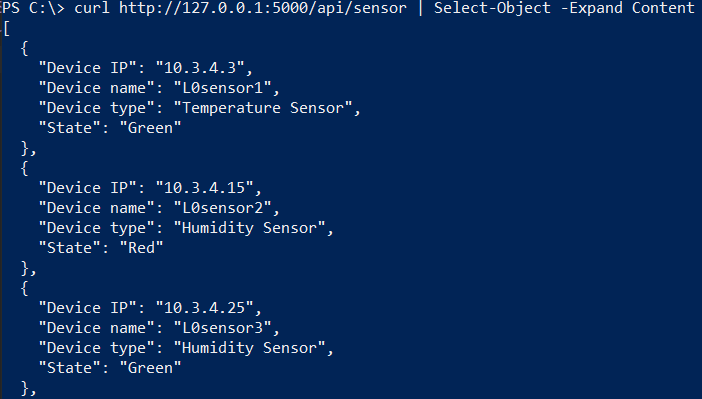 PS C:\> curl http://127.0.0.1:5000/api/sensor | Select-Object -Expand Content
[
  {
    "Device IP": "10.3.4.3",
    "Device name": "L0sensor1",
    "Device type": "Temperature Sensor",
    "State": "Green"
  },
  {
    "Device IP": "10.3.4.15",
    "Device name": "L0sensor2",
    "Device type": "Humidity Sensor",
    "State": "Red"
  },
  {
    "Device IP": "10.3.4.25",
    "Device name": "L0sensor3",
    "Device type": "Humidity Sensor",
    "State": "Green"
  },